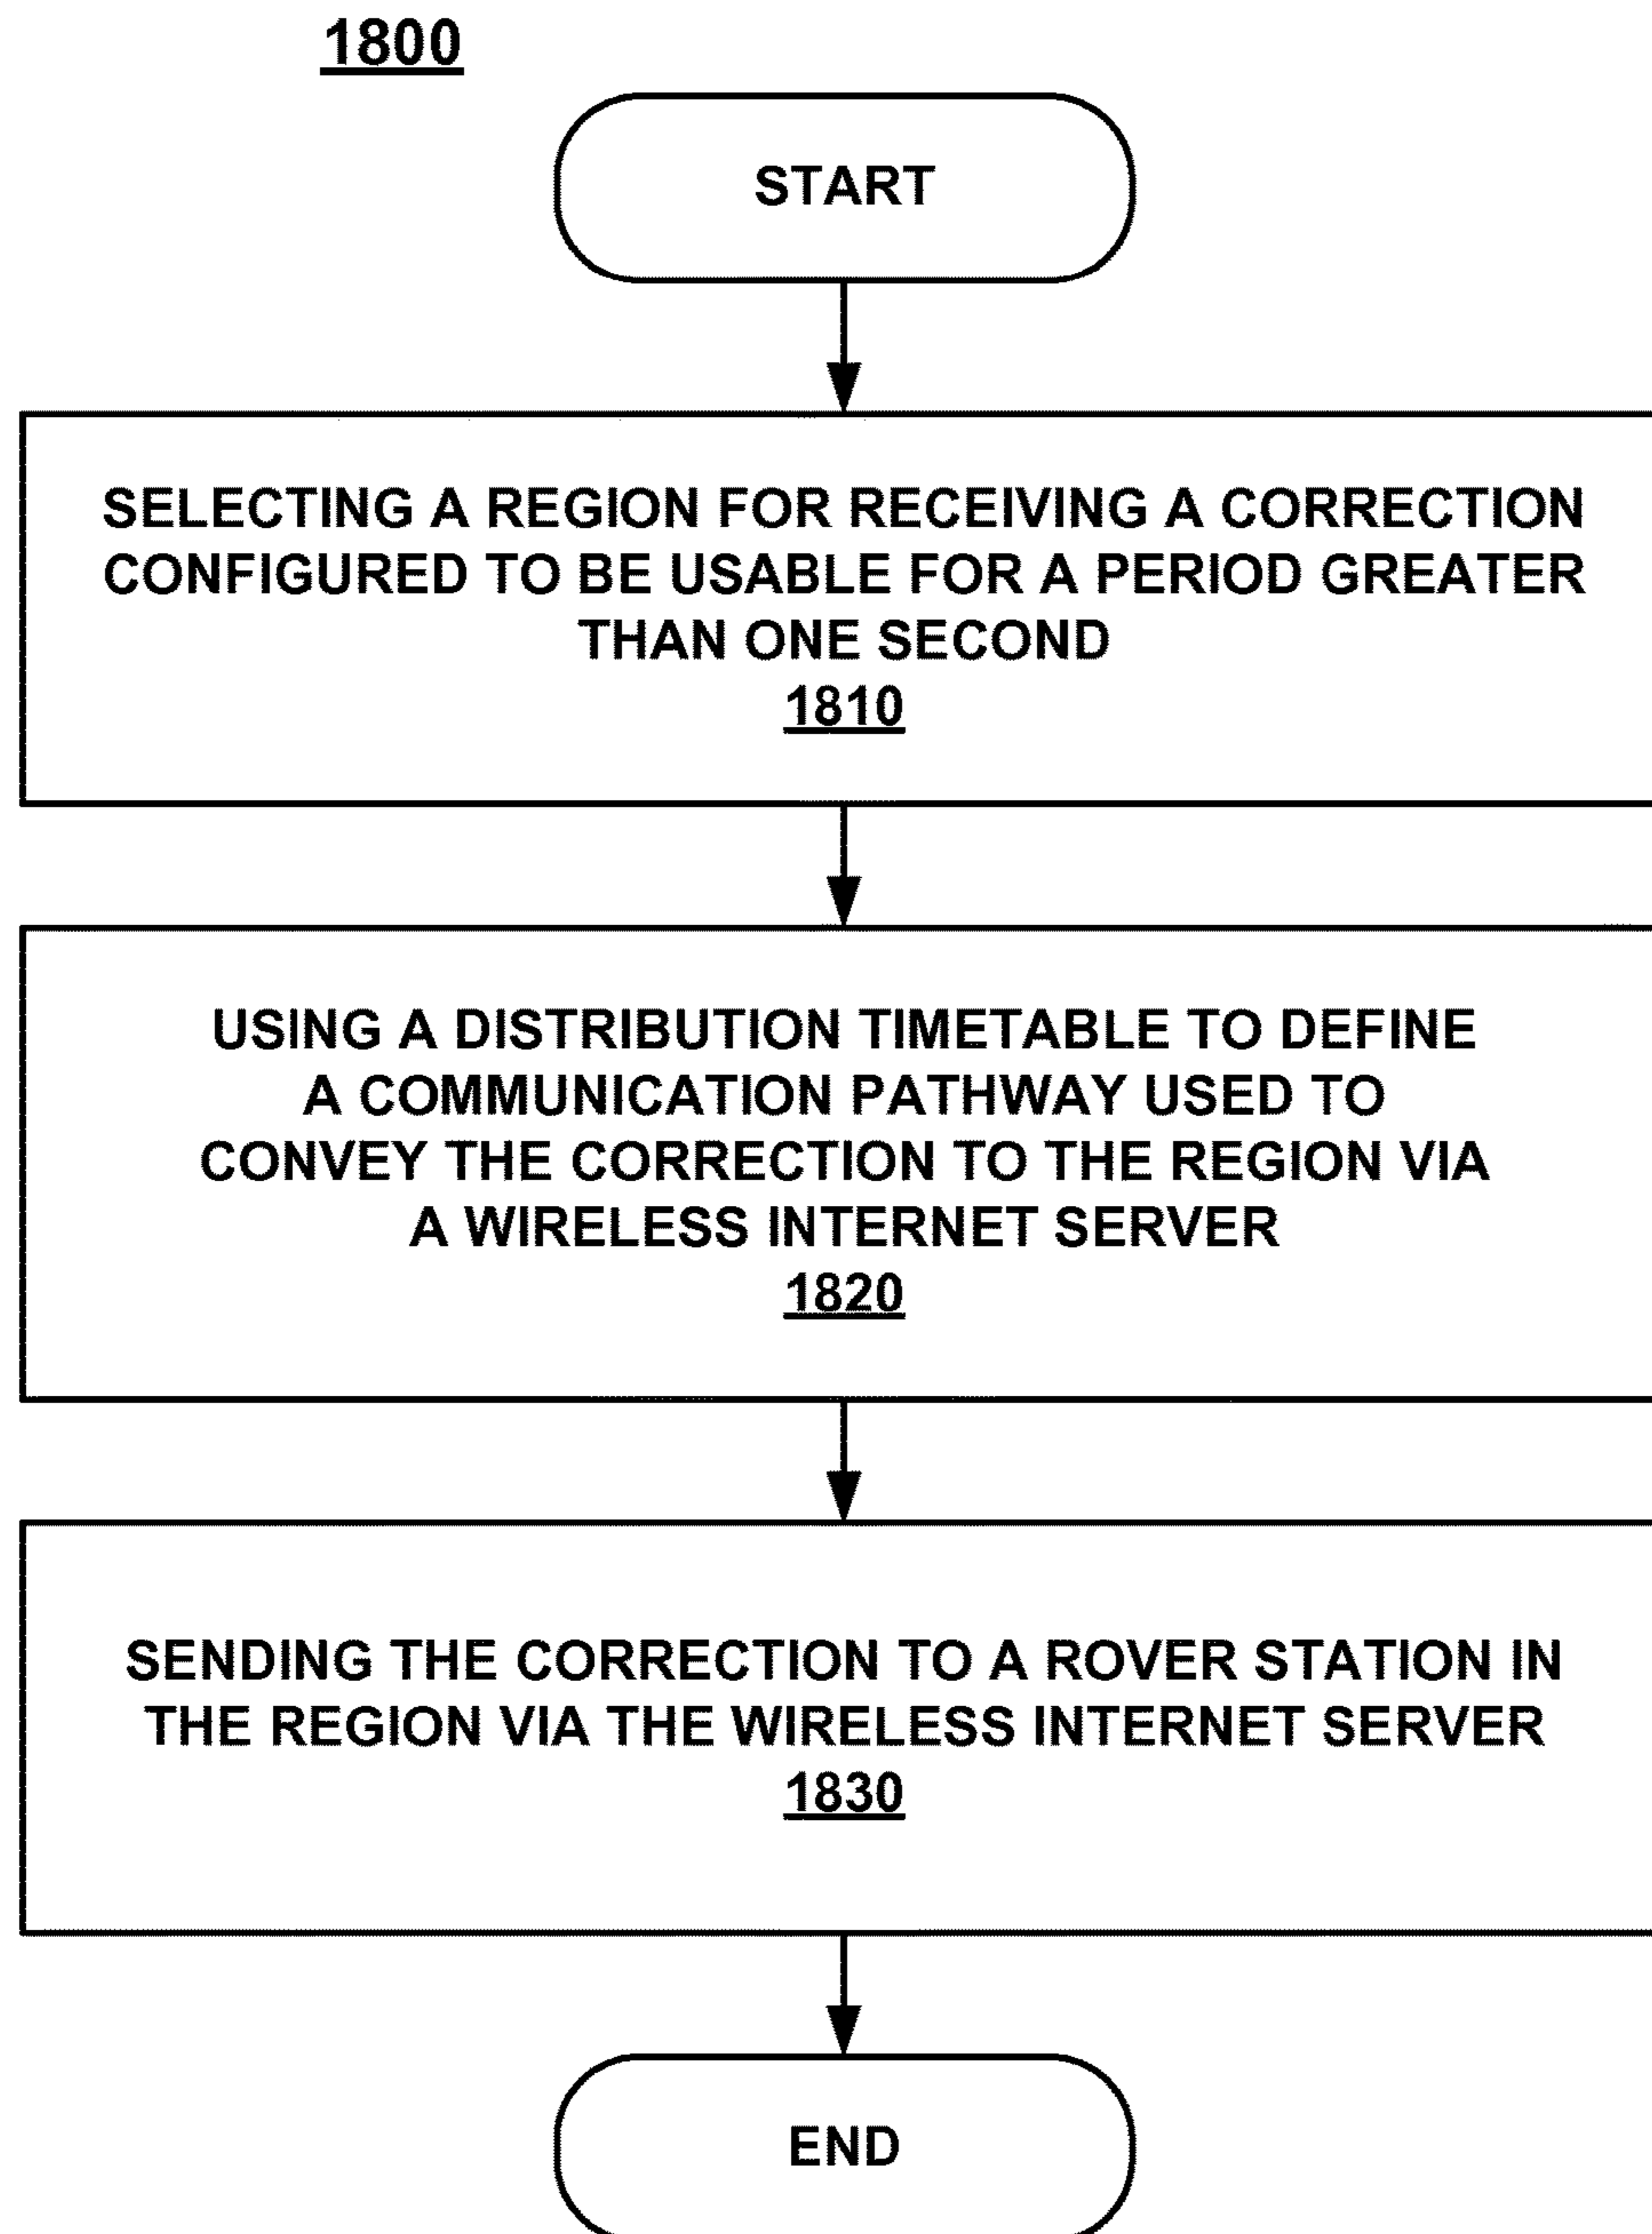 1800
START
SELECTING A REGION FOR RECEIVING A CORRECTION
CONFIGURED TO BE USABLE FOR A PERIOD GREATER
THAN ONE SECOND
1810
USING A DISTRIBUTION TIMETABLE TO DEFINE
A COMMUNICATION PATHWAY USED TO
CONVEY THE CORRECTION TO THE REGION VIA
A WIRELESS INTERNET SERVER
1820
SENDING THE CORRECTION TO A ROVER STATION IN
THE REGION VIA THE WIRELESS INTERNET SERVER
1830
END